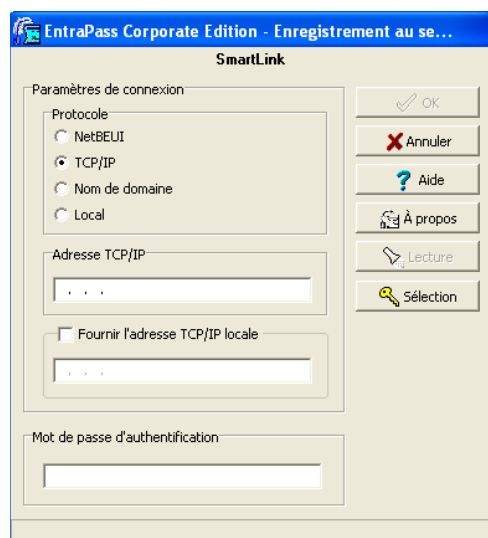 EntraPass Corporate Edition - Enregistrement au se...
SmartLink
Paramètres de connexion
Protocole
NetBEUI
TCP/IP
Nom de domaine
Local
Adresse TCP/IP
. . .
Fournir l'adresse TCP/IP locale
. . .
Mot de passe d'authentification
OK
Annuler
Aide
À propos
Lecture
Sélection